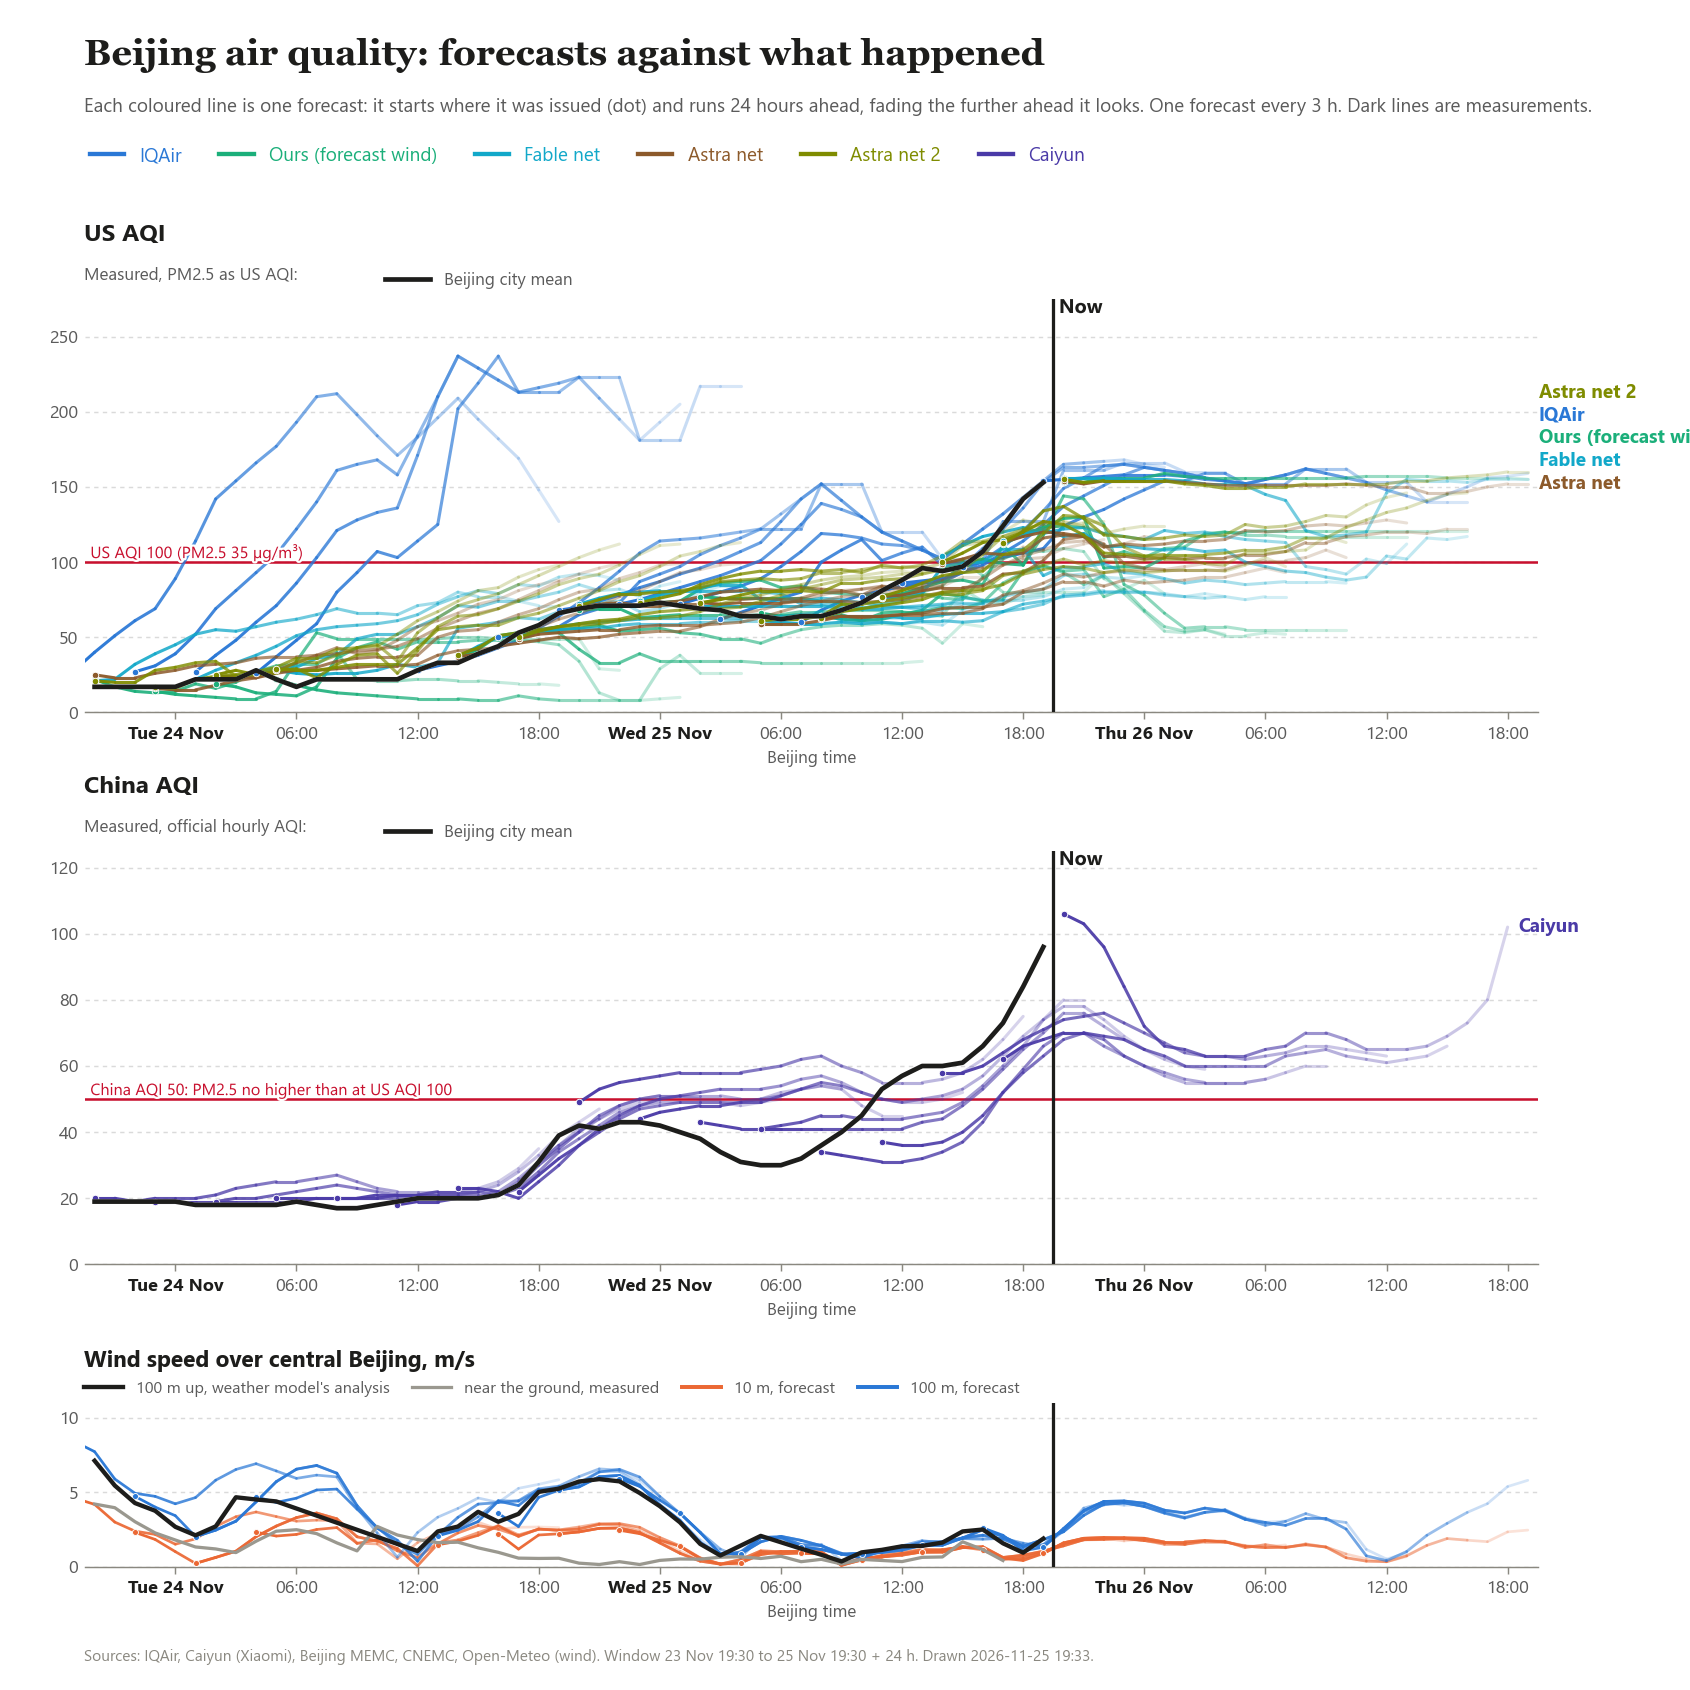 Beijing air quality: forecasts against what happened
Each coloured line is one forecast: it starts where it was issued (dot) and runs 24 hours ahead, fading the further ahead it looks. One forecast every 3 h. Dark lines are measurements.
IQAir Ours (forecast wind) Fable net Astra net Astra net 2 Caiyun
US AQI
Measured, PM2.5 as US AQI: Beijing city mean
Now
250
200
150
100
50
0
US AQI 100 (PM2.5 35 µg/m³)
Astra net 2
IQAir
Ours (forecast wi
Fable net
Astra net
Tue 24 Nov 06:00 12:00 18:00 Wed 25 Nov 06:00 12:00 18:00 Thu 26 Nov 06:00 12:00 18:00
Beijing time
China AQI
Measured, official hourly AQI: Beijing city mean
Now
120
100
80
60
40
20
0
China AQI 50: PM2.5 no higher than at US AQI 100
Caiyun
Tue 24 Nov 06:00 12:00 18:00 Wed 25 Nov 06:00 12:00 18:00 Thu 26 Nov 06:00 12:00 18:00
Beijing time
Wind speed over central Beijing, m/s
100 m up, weather model's analysis near the ground, measured 10 m, forecast 100 m, forecast
10
5
0
Tue 24 Nov 06:00 12:00 18:00 Wed 25 Nov 06:00 12:00 18:00 Thu 26 Nov 06:00 12:00 18:00
Beijing time
Sources: IQAir, Caiyun (Xiaomi), Beijing MEMC, CNEMC, Open-Meteo (wind). Window 23 Nov 19:30 to 25 Nov 19:30 + 24 h. Drawn 2026-11-25 19:33.